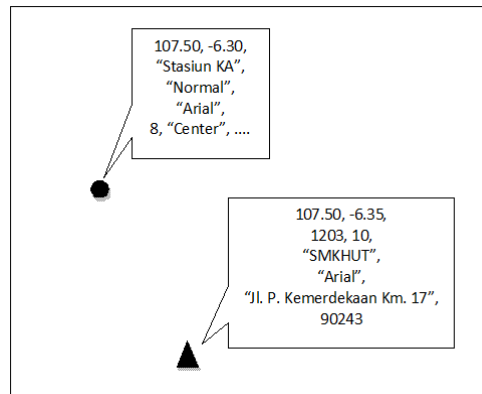 107.50, -6.30,
“Stasiun KA”,
“Normal”,
“Arial”,
8, “Center”, ....
107.50, -6.35,
1203, 10,
“SMKHUT”,
“Arial”,
“Jl. P. Kemerdekaan Km. 17”,
90243